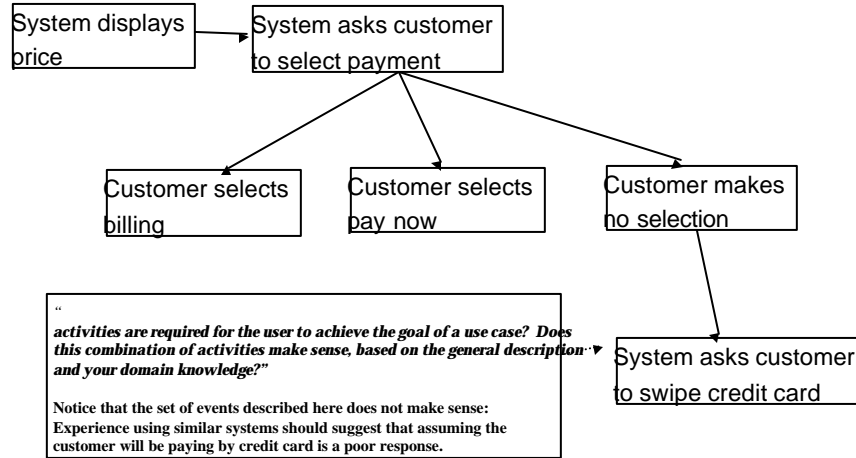 System displays
price
System asks customer
to select payment
Customer selects
billing
Customer selects
pay now
Customer makes
no selection
“
activities are required for the user to achieve the goal of a use case? Does
this combination of activities make sense, based on the general description
and your domain knowledge?”
Notice that the set of events described here does not make sense:
Experience using similar systems should suggest that assuming the
customer will be paying by credit card is a poor response.
System asks customer
to swipe credit card